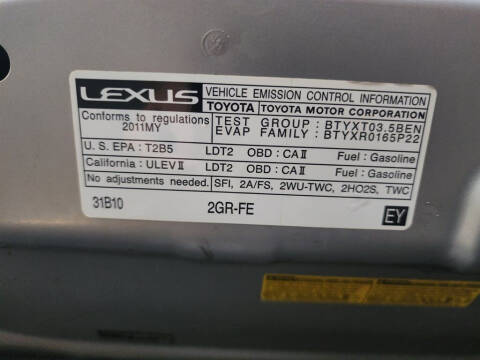 LEXUS VEHICLE EMISSION CONTROL INFORMATION
TOYOTA TOYOTA MOTOR CORPORATION
Conforms to regulations
2011MY
TEST GROUP : BTYXT03.5BEN
EVAP FAMILY : BTYXR0165P22
U. S. EPA : T2B5 LDT2 OBD : CAⅡ Fuel : Gasoline
California : ULEVⅡ LDT2 OBD : CAⅡ Fuel : Gasoline
No adjustments needed. SFI, 2A/FS, 2WU-TWC, 2HO2S, TWC
31B10 2GR-FE EY